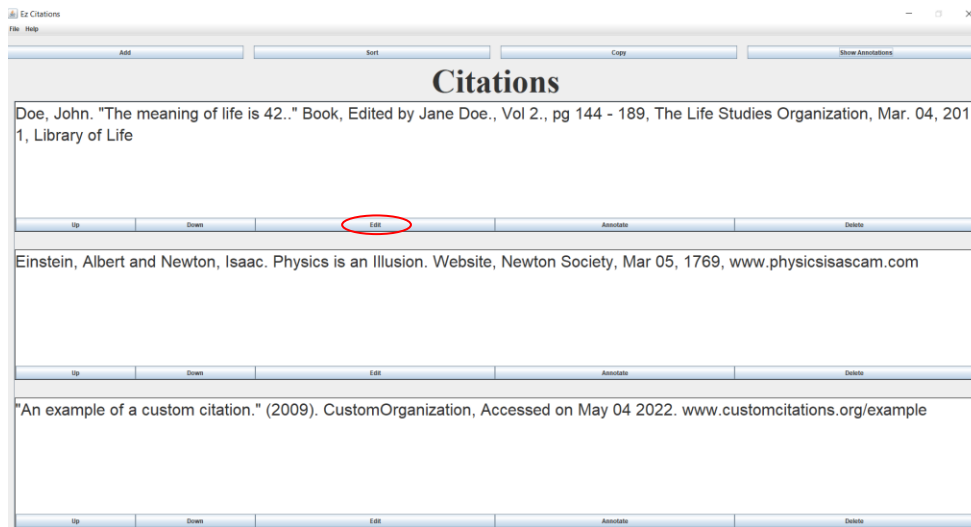 Ez Citations
File Help
Add Sort Copy Show Annotations
Citations
Doe, John. "The meaning of life is 42.." Book, Edited by Jane Doe., Vol 2., pg 144 - 189, The Life Studies Organization, Mar. 04, 201
1, Library of Life
Up Down Edit Annotate Delete
Einstein, Albert and Newton, Isaac. Physics is an Illusion. Website, Newton Society, Mar 05, 1769, www.physicsisascam.com
Up Down Edit Annotate Delete
"An example of a custom citation." (2009). CustomOrganization, Accessed on May 04 2022. www.customcitations.org/example
Up Down Edit Annotate Delete